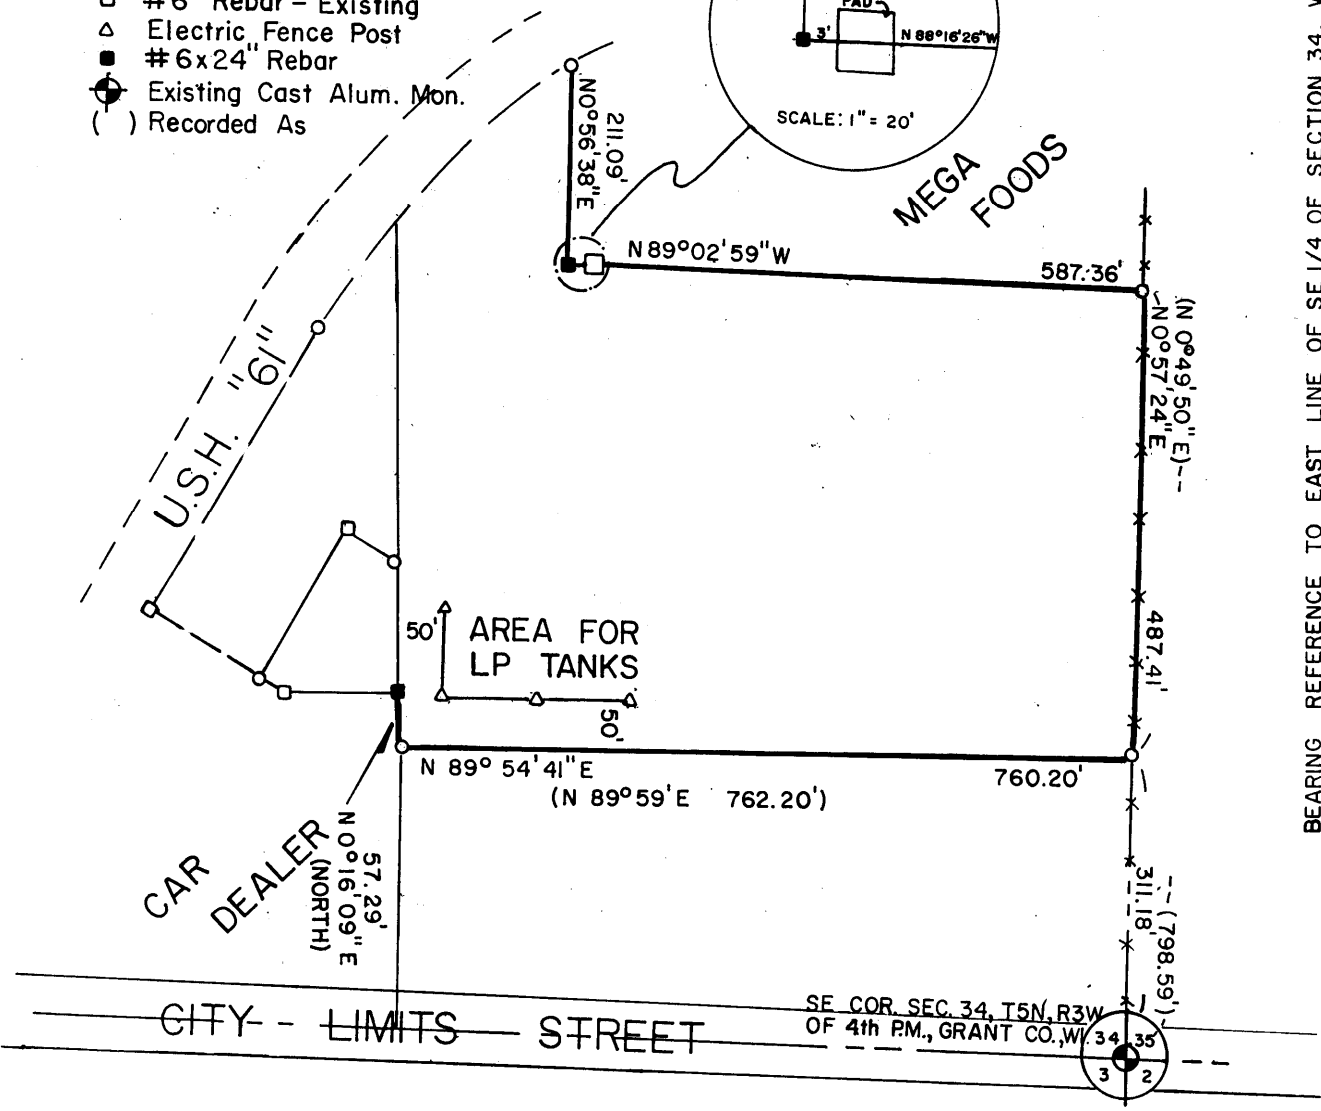 #6" Rebar - Existing
Electric Fence Post
#6x24" Rebar
Existing Cast Alum. Mon.
( ) Recorded As
PAD
3'
N 88°16'26"W
SCALE: 1" = 20'
MEGA
FOODS
211.09'
N0°56'38"E
N 89°02'59"W
587.36'
(N 0°49'50"E)
N0°57'24"E
487.41'
U.S.H. "61"
50'
AREA FOR
LP TANKS
50'
N 89° 54'41"E
760.20'
(N 89°59'E 762.20')
CAR
DEALER
57.29'
N 0°16'09"E
(NORTH)
311.18'
(798.59')
CITY LIMITS STREET
SE COR. SEC. 34, T5N, R3W
OF 4th P.M., GRANT CO., WI.
34 35
3 2
BEARING REFERENCE TO EAST LINE OF SE 1/4 OF SECTION 34,